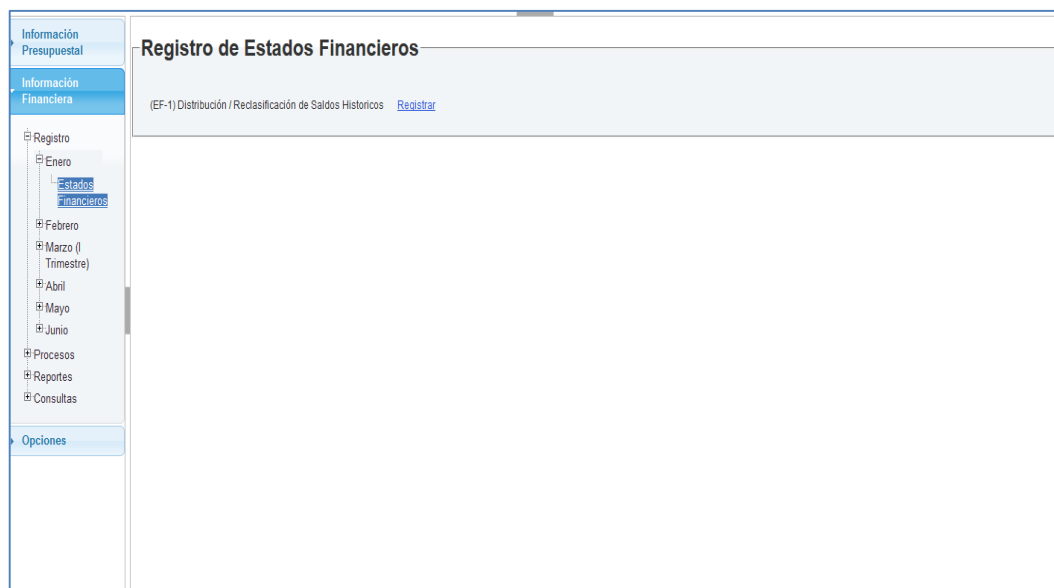 Información
Presupuestal
Información
Financiera
Registro
Enero
Estados
Financieros
Febrero
Marzo (I
Trimestre)
Abril
Mayo
Junio
Procesos
Reportes
Consultas
Opciones
Registro de Estados Financieros
(EF-1) Distribución / Reclasificación de Saldos Historicos Registrar